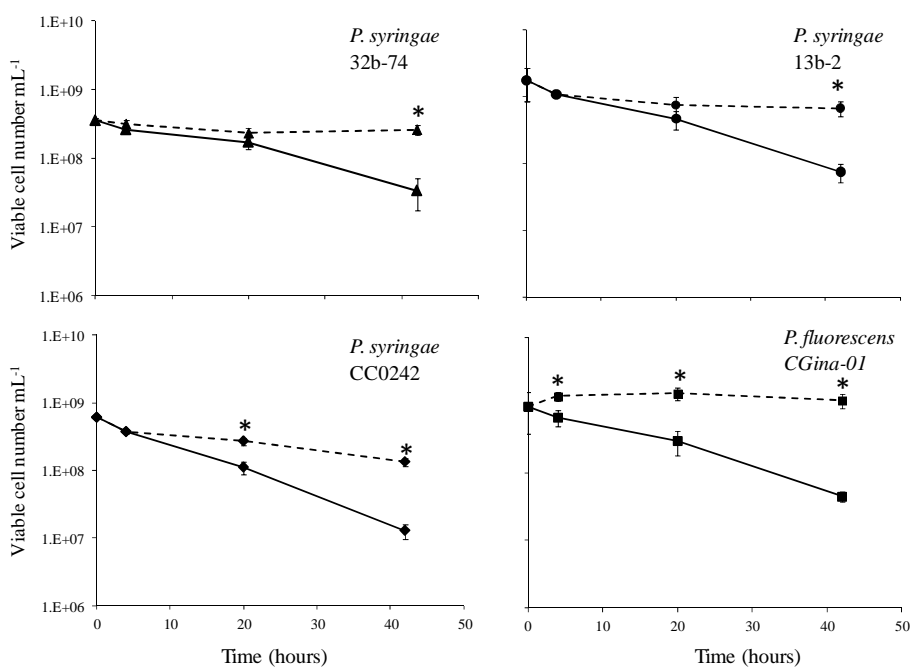 1.E+10
1.E+09
1.E+08
1.E+07
1.E+06
Viable cell number mL-1
P. syringae
32b-74
*
P. syringae
13b-2
*
1.E+10
1.E+09
1.E+08
1.E+07
1.E+06
Viable cell number mL-1
P. syringae
CC0242
*
*
0
10
20
30
40
50
Time (hours)
P. fluorescens
CGina-01
*
*
*
0
10
20
30
40
50
Time (hours)